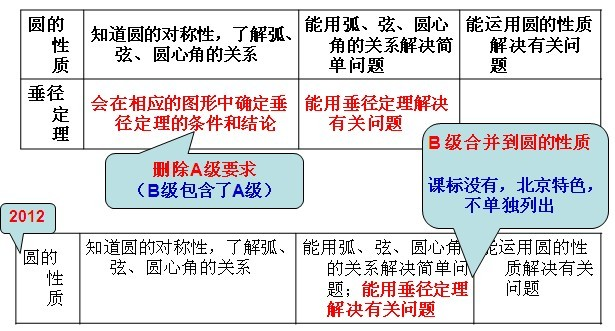 圆的
性
质
知道圆的对称性，了解弧、
弦、圆心角的关系
能用弧、弦、圆心
角的关系解决简
单问题
能运用圆的性质
解决有关问
题
垂径
定
理
会在相应的图形中确定垂
径定理的条件和结论
能用垂径定理解决
有关问题
删除A级要求
（B级包含了A级）
B 级合并到圆的性质
课标没有，北京特色，
不单独列出
2012
圆的
性
质
知道圆的对称性，了解弧、
弦、圆心角的关系
能用弧、弦、圆心角
的关系解决简单问
题；能用垂径定理
解决有关问题
能运用圆的性
质解决有关
问题